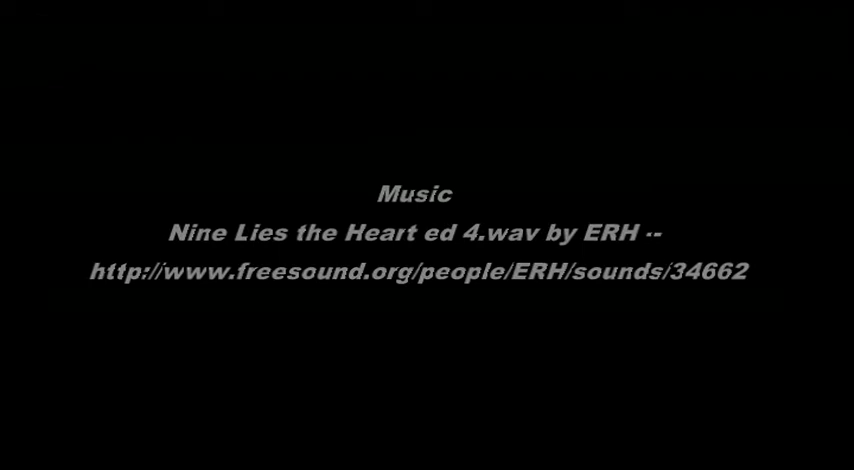 Music
Nine Lies the Heart ed 4.wav by ERH --
http://www.freesound.org/people/ERH/sounds/34662